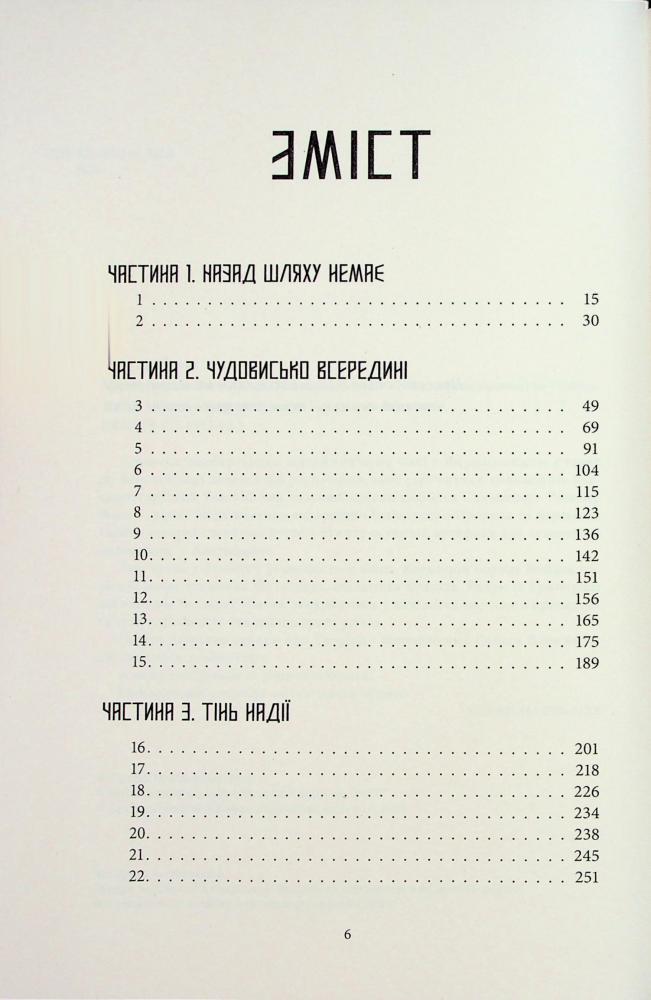 ЗМІСТ
ЧАСТИНА 1. НАЗАД ШЛЯХУ НЕМАЄ
1 . . . . . . . . . . . . . . . . . . . . . . . . . . . . . . 15
2 . . . . . . . . . . . . . . . . . . . . . . . . . . . . . . 30
ЧАСТИНА 2. ЧУДОВИСЬКО ВСЕРЕДИНІ
3 . . . . . . . . . . . . . . . . . . . . . . . . . . . . . . 49
4 . . . . . . . . . . . . . . . . . . . . . . . . . . . . . . 69
5 . . . . . . . . . . . . . . . . . . . . . . . . . . . . . . 91
6 . . . . . . . . . . . . . . . . . . . . . . . . . . . . . . 104
7 . . . . . . . . . . . . . . . . . . . . . . . . . . . . . . 115
8 . . . . . . . . . . . . . . . . . . . . . . . . . . . . . . 123
9 . . . . . . . . . . . . . . . . . . . . . . . . . . . . . . 136
10. . . . . . . . . . . . . . . . . . . . . . . . . . . . . . 142
11. . . . . . . . . . . . . . . . . . . . . . . . . . . . . . 151
12. . . . . . . . . . . . . . . . . . . . . . . . . . . . . . 156
13. . . . . . . . . . . . . . . . . . . . . . . . . . . . . . 165
14. . . . . . . . . . . . . . . . . . . . . . . . . . . . . . 175
15. . . . . . . . . . . . . . . . . . . . . . . . . . . . . . 189
ЧАСТИНА 3. ТІНЬ НАДІЇ
16. . . . . . . . . . . . . . . . . . . . . . . . . . . . . . 201
17. . . . . . . . . . . . . . . . . . . . . . . . . . . . . . 218
18. . . . . . . . . . . . . . . . . . . . . . . . . . . . . . 226
19. . . . . . . . . . . . . . . . . . . . . . . . . . . . . . 234
20. . . . . . . . . . . . . . . . . . . . . . . . . . . . . . 238
21. . . . . . . . . . . . . . . . . . . . . . . . . . . . . . 245
22. . . . . . . . . . . . . . . . . . . . . . . . . . . . . . 251
6